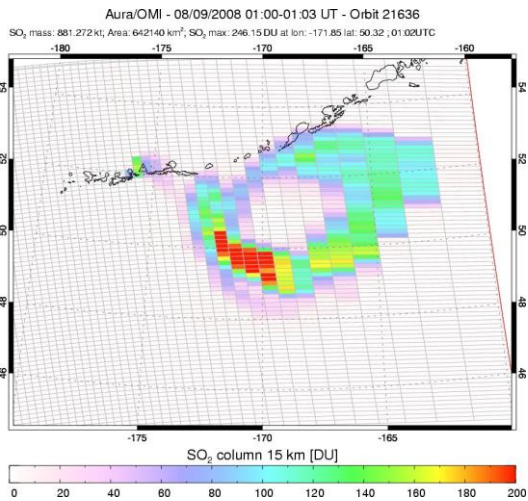 Aura/OMI - 08/09/2008 01:00-01:03 UT - Orbit 21636
SO₂ mass: 881.272 kt; Area: 642140 km²; SO₂ max: 246.15 DU at lon: -171.85 lat: 50.32 ; 01:02UTC
-180 -175 -170 -165 -160
54 54
52 52
50 50
48 48
46 46
-175 -170 -165
SO₂ column 15 km [DU]
0 20 40 60 80 100 120 140 160 180 200